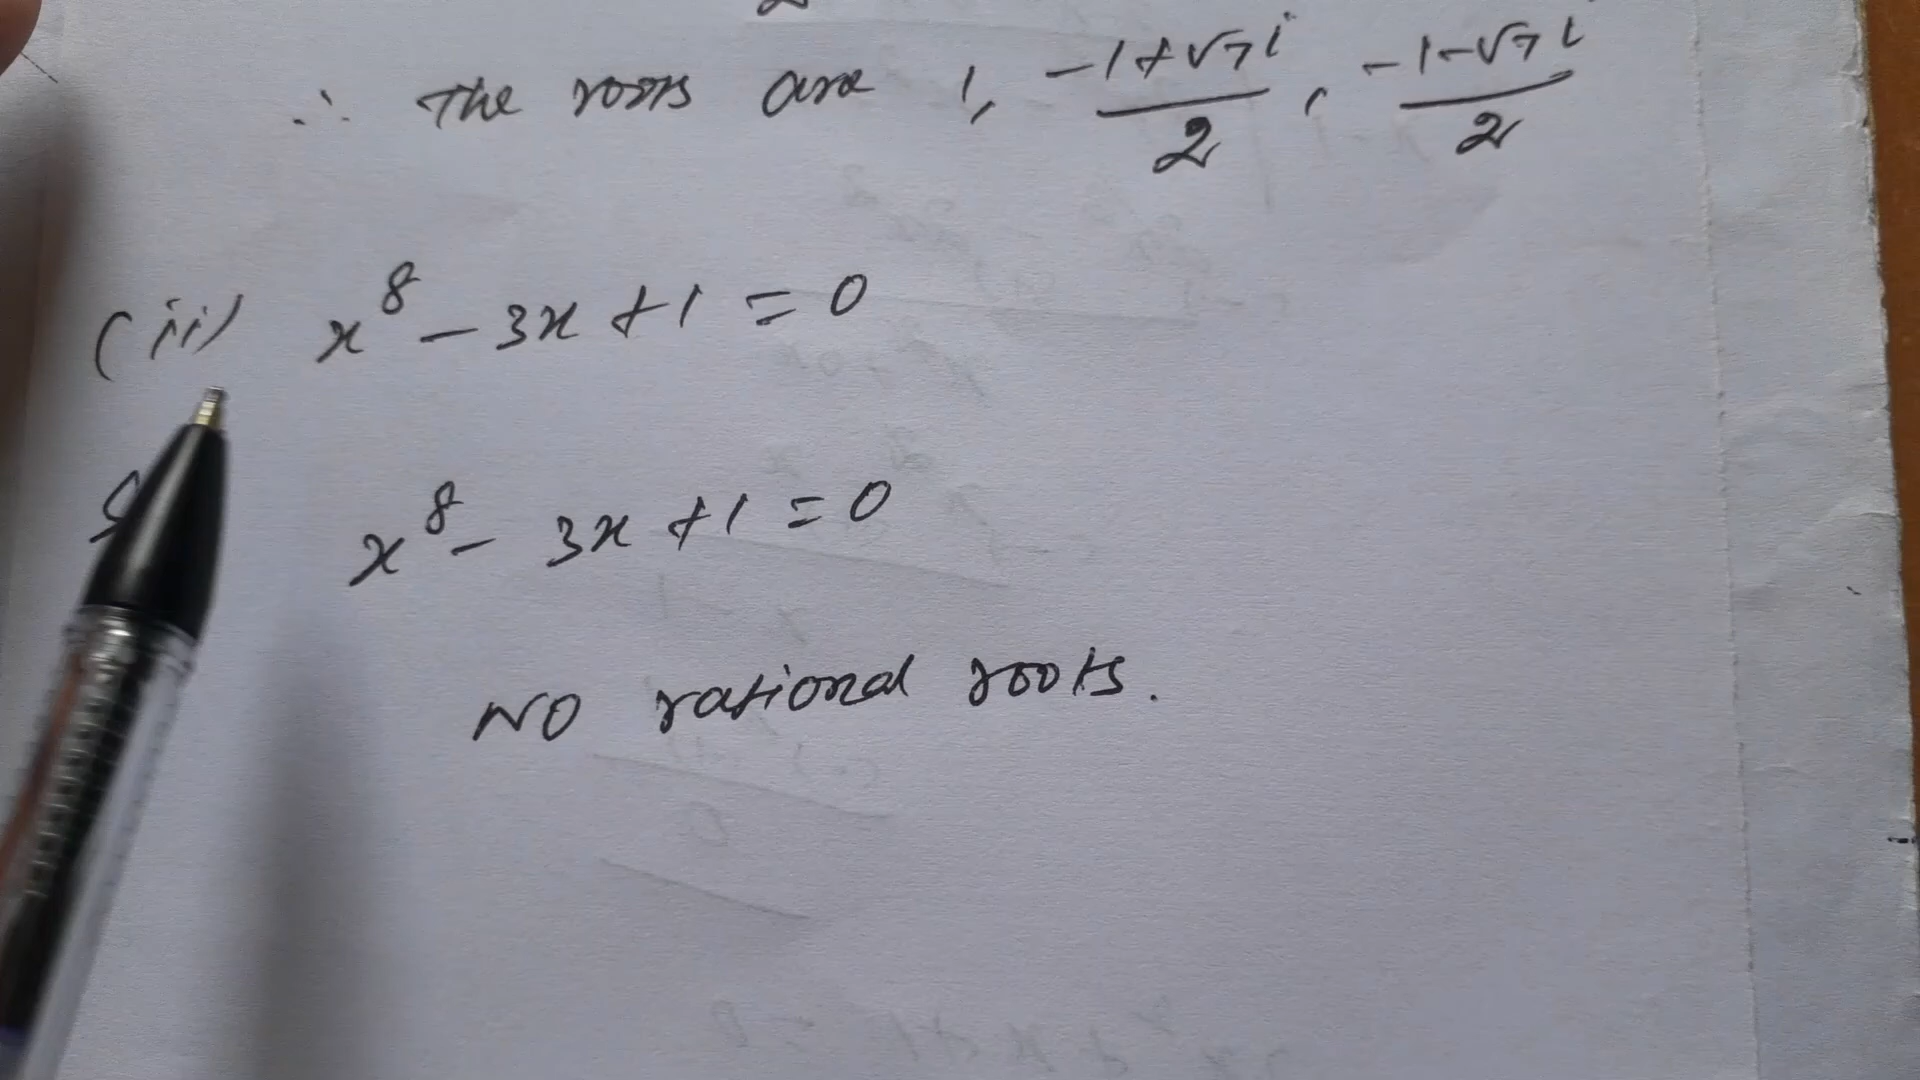 ∴ The roots are 1, (-1+√7i)/2, (-1-√7i)/2
(ii) x⁸ - 3x + 1 = 0
x⁸ - 3x + 1 = 0
No rational roots.